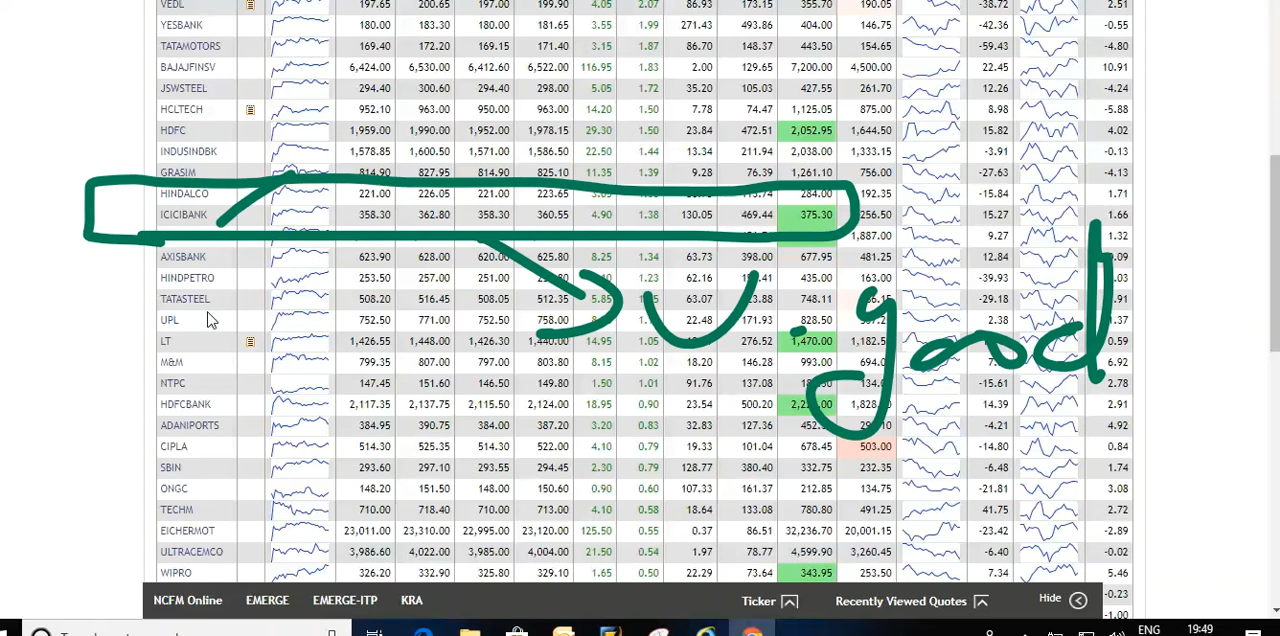 VEDL 197.65 200.65 197.00 199.90 4.05 2.07 86.93 173.15 355.70 190.05 -38.72 2.51
YESBANK 180.00 183.30 180.00 181.65 3.55 1.99 271.43 493.86 404.00 146.75 -42.36 -0.55
TATAMOTORS 169.40 172.20 169.15 171.40 3.15 1.87 86.70 148.37 443.50 154.65 -59.43 -4.80
BAJAJFINSV 6,424.00 6,530.00 6,412.60 6,522.00 116.95 1.83 2.00 129.65 7,200.00 4,500.00 22.45 10.91
JSWSTEEL 294.40 300.60 294.40 298.00 5.05 1.72 35.20 105.03 427.55 261.70 12.26 -4.24
HCLTECH 952.10 963.00 950.00 963.00 14.20 1.50 7.78 74.47 1,125.05 875.00 8.98 -5.88
HDFC 1,959.00 1,990.00 1,952.00 1,978.15 29.30 1.50 23.84 472.51 2,052.95 1,644.50 15.82 4.02
INDUSINDBK 1,578.85 1,600.50 1,571.00 1,586.50 22.50 1.44 13.34 211.94 2,038.00 1,333.15 -3.91 -0.13
GRASIM 814.90 827.95 814.90 825.10 11.35 1.39 9.28 76.39 1,261.10 756.00 -27.63 -4.13
HINDALCO 221.00 226.05 221.00 223.65 284.00 192.35 -15.84 1.71
ICICIBANK 358.30 362.80 358.30 360.55 4.90 1.38 130.05 469.44 375.30 256.50 15.27 1.66
1,887.00 9.27 1.32
AXISBANK 623.90 628.00 620.00 625.80 8.25 1.34 63.73 398.00 677.95 481.25 12.84
HINDPETRO 253.50 257.00 251.00 1.23 62.16 435.00 163.00 -39.93
TATASTEEL 508.20 516.45 508.05 512.35 5.85 63.07 748.11 -29.18
UPL 752.50 771.00 752.50 758.00 22.48 171.93 828.50 2.38
LT 1,426.55 1,448.00 1,426.30 1,440.00 14.95 1.05 276.52 1,470.00 0.59
M&M 799.35 807.00 797.00 803.80 8.15 1.02 18.20 146.28 993.00 6.92
NTPC 147.45 151.60 146.50 149.80 1.50 1.01 91.76 137.08 -15.61 2.78
HDFCBANK 2,117.35 2,137.75 2,115.50 2,124.00 18.95 0.90 23.54 500.20 14.39 2.91
ADANIPORTS 384.95 390.75 384.00 387.20 3.20 0.83 32.83 127.36 -4.21 4.92
CIPLA 514.30 525.35 514.30 522.00 4.10 0.79 19.33 101.04 678.45 503.00 -14.80 0.84
SBIN 293.60 297.10 293.55 294.45 2.30 0.79 128.77 380.40 332.75 232.35 -6.48 1.74
ONGC 148.20 151.50 148.00 150.60 0.90 0.60 107.33 161.37 212.85 134.75 -21.81 3.08
TECHM 710.00 718.40 710.00 713.00 4.10 0.58 18.64 133.08 780.80 491.25 41.75 2.72
EICHERMOT 23,011.00 23,310.00 22,995.00 23,120.00 125.50 0.55 0.37 86.51 32,236.70 20,001.15 -23.42 -2.89
ULTRACEMCO 3,986.60 4,022.00 3,985.00 4,004.00 21.50 0.54 1.97 78.77 4,599.90 3,260.45 -6.40 -0.02
WIPRO 326.20 332.90 325.80 329.10 1.65 0.50 22.29 73.64 343.95 253.50 7.34 5.46
U. good
NCFM Online EMERGE EMERGE-ITP KRA Ticker Recently Viewed Quotes Hide
-0.23
-1.00
ENG 19:49